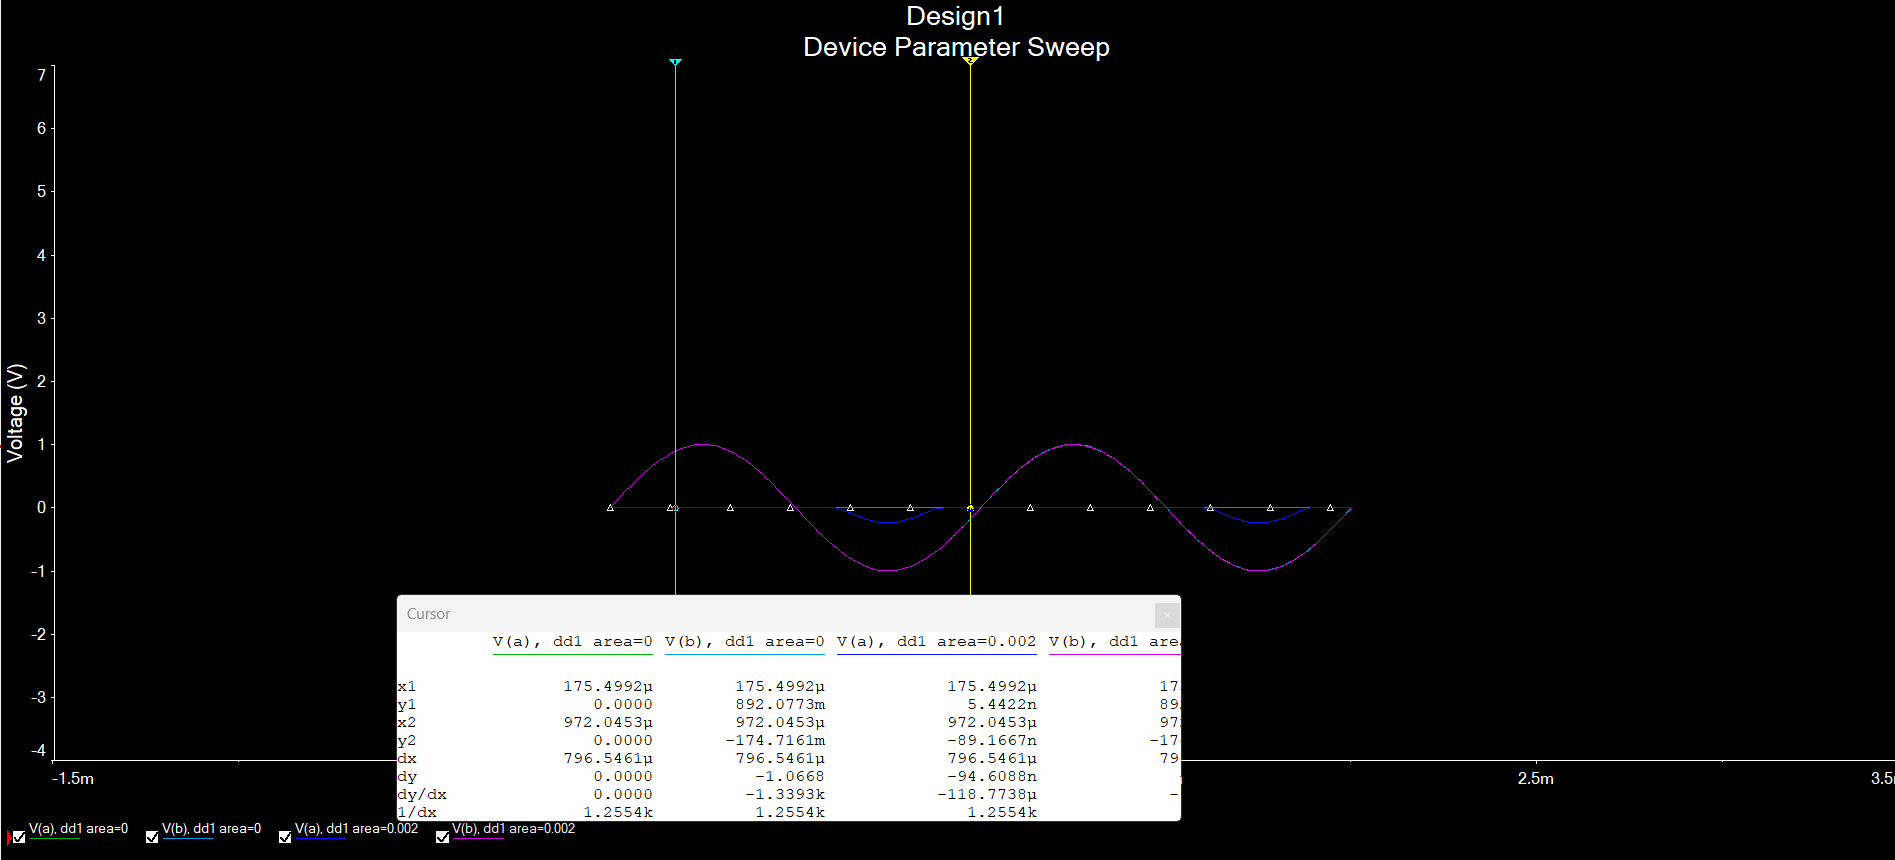 Design1
Device Parameter Sweep
7
6
5
4
3
2
1
0
-1
-2
-3
-4
Voltage (V)
-1.5m
2.5m
3.5
1
2
Cursor
V(a), dd1 area=0 V(b), dd1 area=0 V(a), dd1 area=0.002 V(b), dd1 are
x1 175.4992µ 175.4992µ 175.4992µ 17
y1 0.0000 892.0773m 5.4422n 89
x2 972.0453µ 972.0453µ 972.0453µ 97
y2 0.0000 -174.7161m -89.1667n -17
dx 796.5461µ 796.5461µ 796.5461µ 79
dy 0.0000 -1.0668 -94.6088n
dy/dx 0.0000 -1.3393k -118.7738µ -
1/dx 1.2554k 1.2554k 1.2554k
V(a), dd1 area=0 V(b), dd1 area=0 V(a), dd1 area=0.002 V(b), dd1 area=0.002